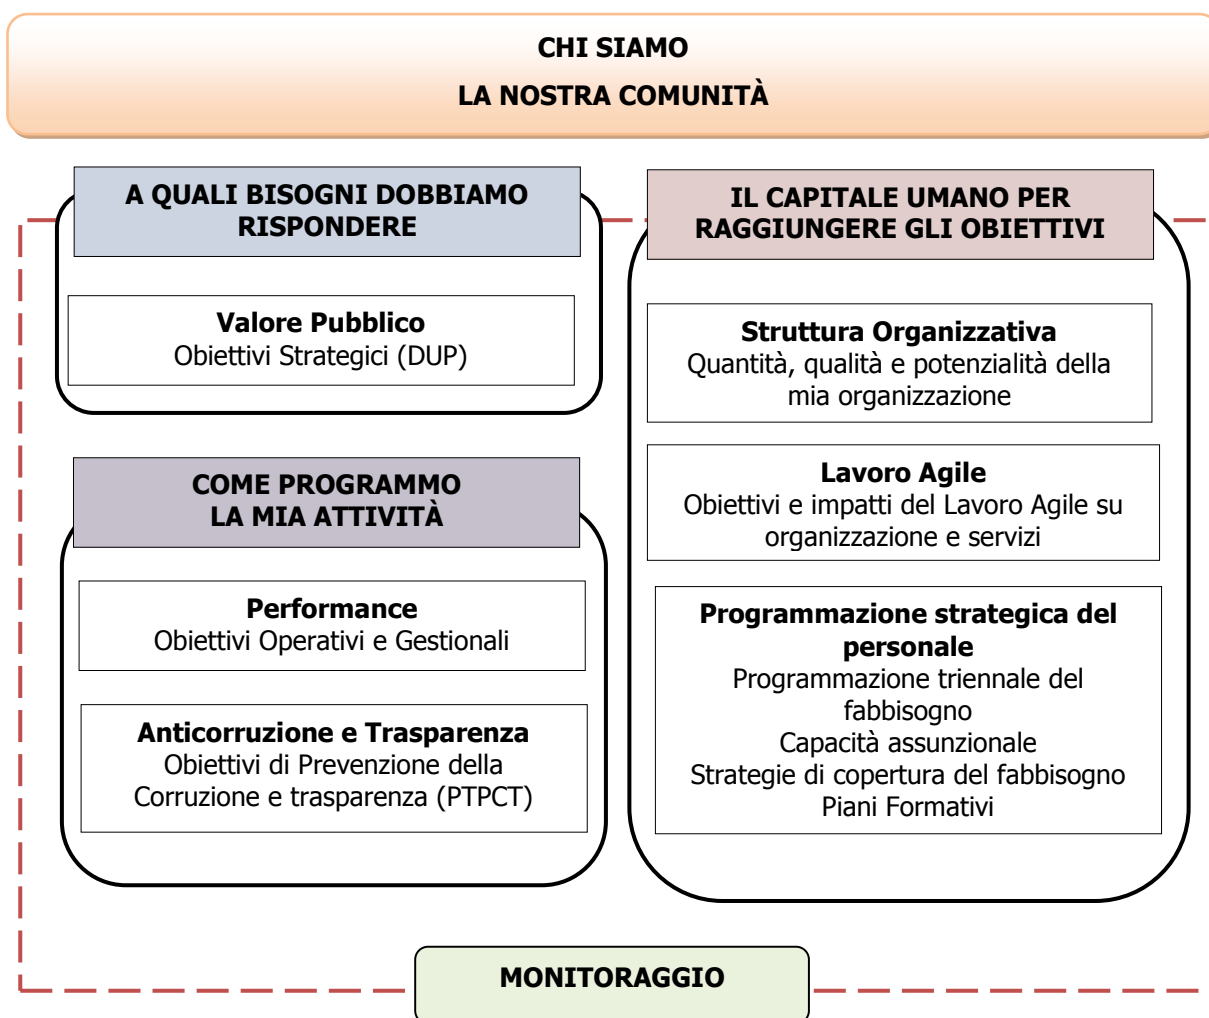 CHI SIAMO
LA NOSTRA COMUNITÀ
A QUALI BISOGNI DOBBIAMO
RISPONDERE
Valore Pubblico
Obiettivi Strategici (DUP)
COME PROGRAMMO
LA MIA ATTIVITÀ
Performance
Obiettivi Operativi e Gestionali
Anticorruzione e Trasparenza
Obiettivi di Prevenzione della
Corruzione e trasparenza (PTPCT)
IL CAPITALE UMANO PER
RAGGIUNGERE GLI OBIETTIVI
Struttura Organizzativa
Quantità, qualità e potenzialità della
mia organizzazione
Lavoro Agile
Obiettivi e impatti del Lavoro Agile su
organizzazione e servizi
Programmazione strategica del
personale
Programmazione triennale del
fabbisogno
Capacità assunzionale
Strategie di copertura del fabbisogno
Piani Formativi
MONITORAGGIO